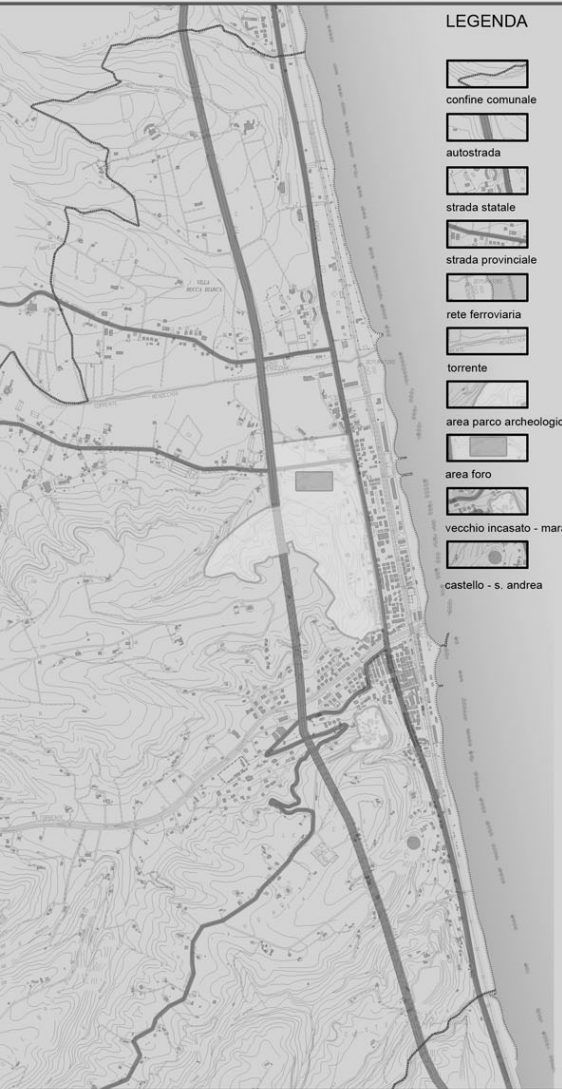 LEGENDA
confine comunale
autostrada
strada statale
strada provinciale
rete ferroviaria
torrente
area parco archeologic
area foro
vecchio incasato - mar
castello - s. andrea
VILLA